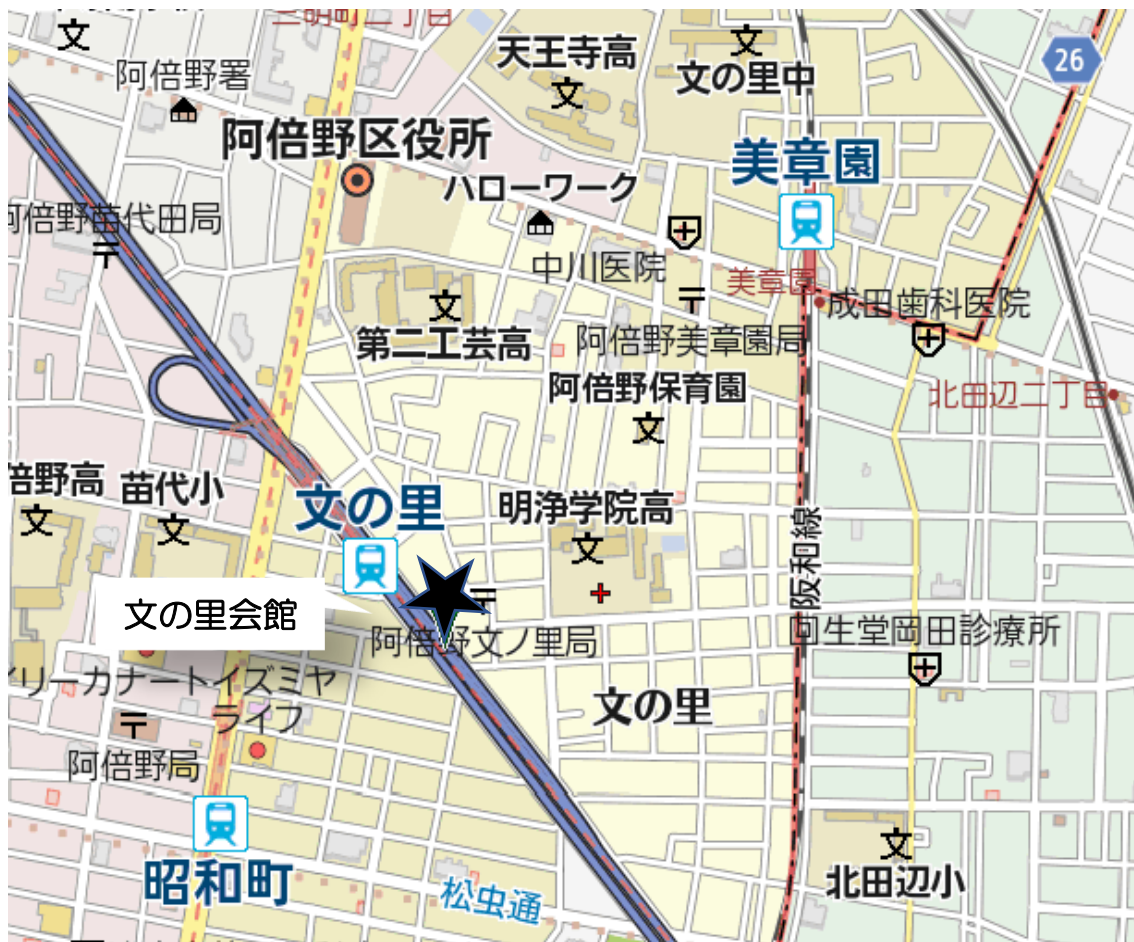 阿倍野署
天王寺高
文の里中
26
阿倍野区役所
美章園
ハローワーク
阿倍野苗代田局
中川医院
美章園
成田歯科医院
第二工芸高
阿倍野美章園局
阿倍野保育園
北田辺二丁目
倍野高
苗代小
文の里
明浄学院高
阪和線
文の里会館
阿倍野文ノ里局
回生堂岡田診療所
イリーカナートイズミヤ
ライフ
文の里
阿倍野局
昭和町
松虫通
北田辺小